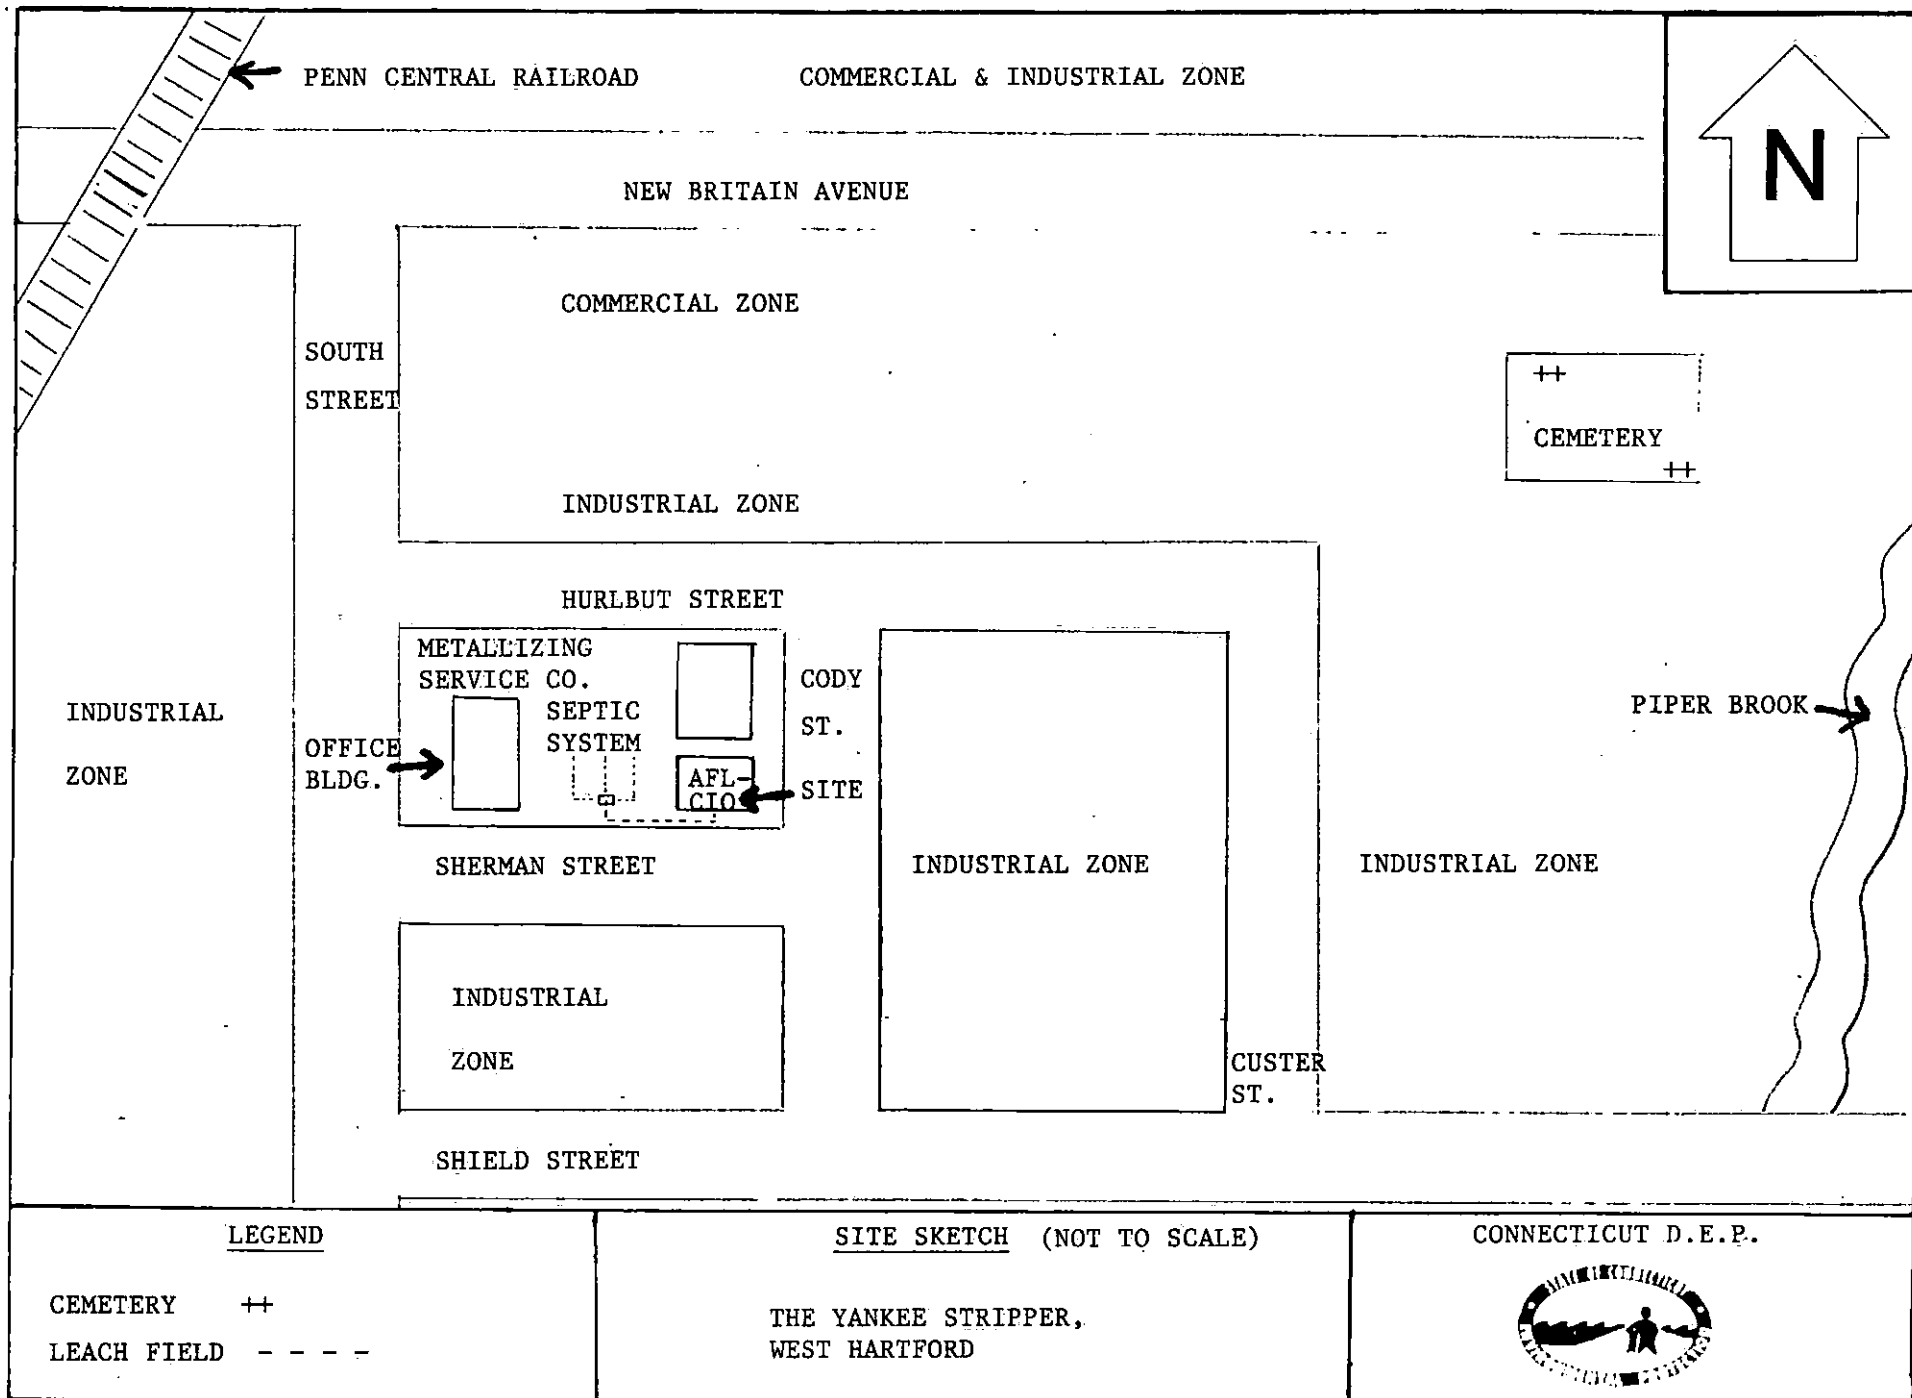 PENN CENTRAL RAILROAD
COMMERCIAL & INDUSTRIAL ZONE
N
NEW BRITAIN AVENUE
COMMERCIAL ZONE
SOUTH
STREET
CEMETERY
INDUSTRIAL ZONE
HURLBUT STREET
METALLIZING
SERVICE CO.
SEPTIC
SYSTEM
CODY
ST.
INDUSTRIAL
ZONE
OFFICE
BLDG.
AFL-
CIO
SITE
PIPER BROOK
SHERMAN STREET
INDUSTRIAL ZONE
INDUSTRIAL ZONE
INDUSTRIAL
ZONE
CUSTER
ST.
SHIELD STREET
LEGEND
CEMETERY ++
LEACH FIELD - - - -
SITE SKETCH (NOT TO SCALE)
THE YANKEE STRIPPER,
WEST HARTFORD
CONNECTICUT D.E.P.